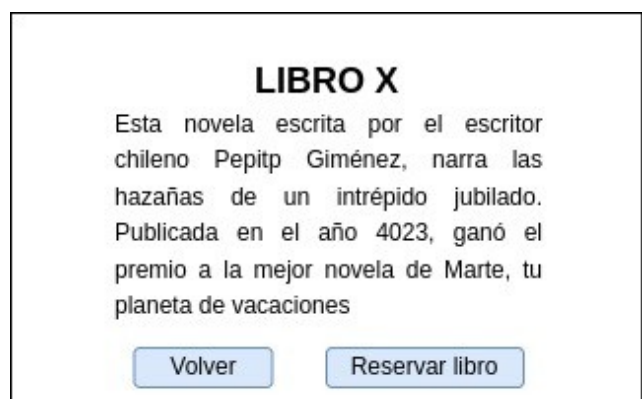 LIBRO X
Esta novela escrita por el escritor
chileno Pepitp Giménez, narra las
hazañas de un intrépido jubilado.
Publicada en el año 4023, ganó el
premio a la mejor novela de Marte, tu
planeta de vacaciones
Volver Reservar libro